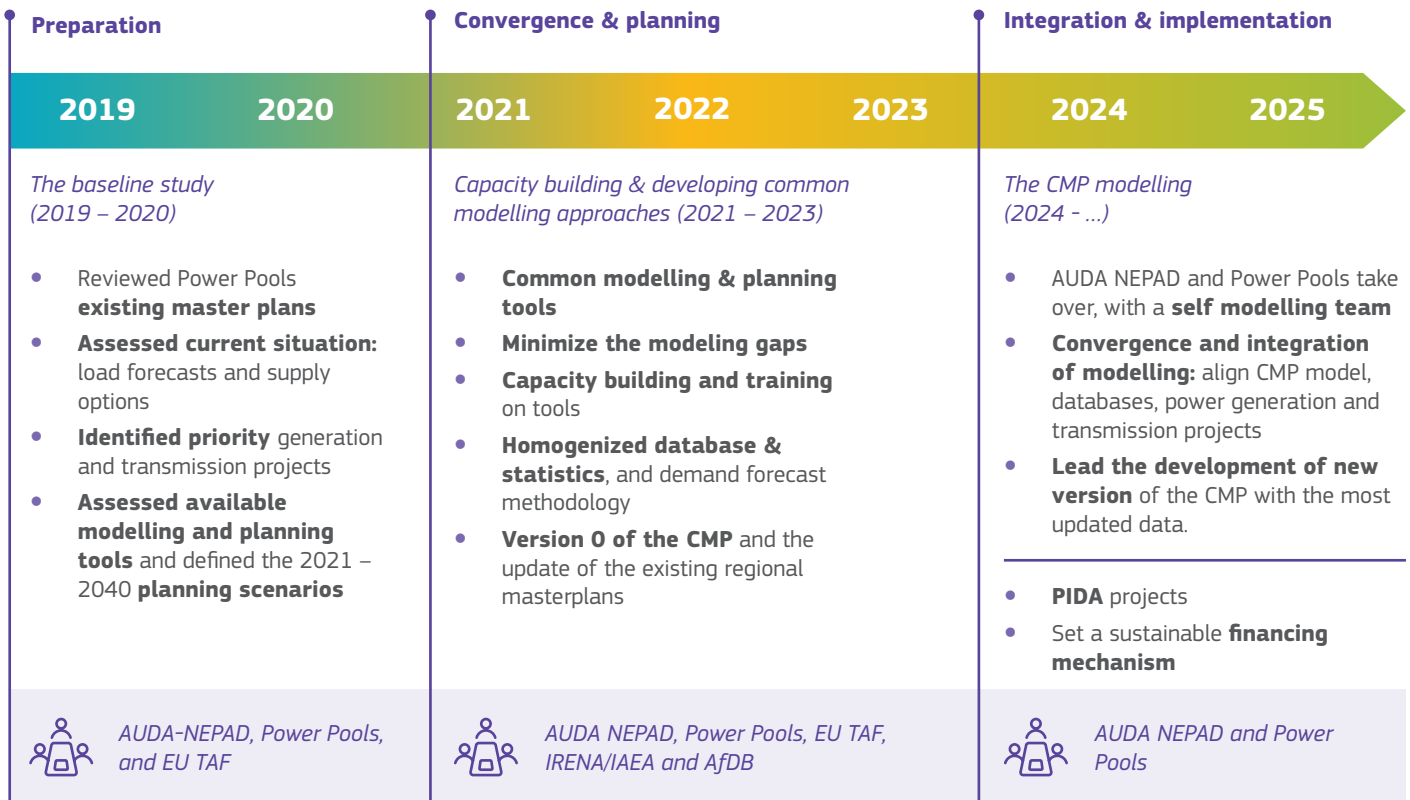 Preparation
Convergence & planning
Integration & implementation
2019
2020
2021
2022
2023
2024
2025
The baseline study
(2019 – 2020)
Reviewed Power Pools
existing master plans
Assessed current situation:
load forecasts and supply
options
Identified priority generation
and transmission projects
Assessed available
modelling and planning
tools and defined the 2021 –
2040 planning scenarios
AUDA-NEPAD, Power Pools,
and EU TAF
Capacity building & developing common
modelling approaches (2021 – 2023)
Common modelling & planning
tools
Minimize the modeling gaps
Capacity building and training
on tools
Homogenized database &
statistics, and demand forecast
methodology
Version 0 of the CMP and the
update of the existing regional
masterplans
AUDA NEPAD, Power Pools, EU TAF,
IRENA/IAEA and AfDB
The CMP modelling
(2024 - ...)
AUDA NEPAD and Power Pools take
over, with a self modelling team
Convergence and integration
of modelling: align CMP model,
databases, power generation and
transmission projects
Lead the development of new
version of the CMP with the most
updated data.
PIDA projects
Set a sustainable financing
mechanism
AUDA NEPAD and Power
Pools